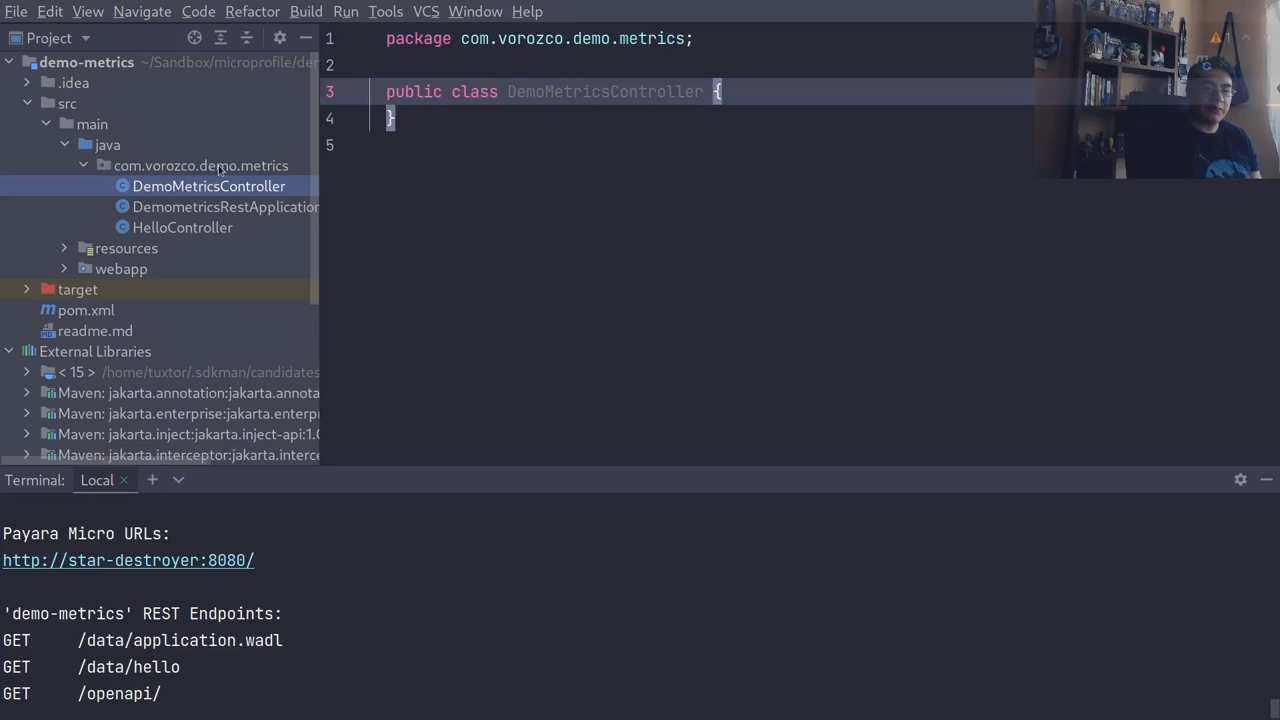 File Edit View Navigate Code Refactor Build Run Tools VCS Window Help
Project
demo-metrics ~/Sandbox/microprofile/de
.idea
src
main
java
com.vorozco.demo.metrics
DemoMetricsController
DemometricsRestApplication
HelloController
resources
webapp
target
pom.xml
readme.md
External Libraries
< 15 > /home/tuxtor/.sdkman/candidates
Maven: jakarta.annotation:jakarta.annota
Maven: jakarta.enterprise:jakarta.enterpr
Maven: jakarta.inject:jakarta.inject-api:1.0
Maven: jakarta.interceptor:jakarta.interce
1 package com.vorozco.demo.metrics;
2
3 public class DemoMetricsController {
4 }
5
1
Terminal: Local
Payara Micro URLs:
http://star-destroyer:8080/
'demo-metrics' REST Endpoints:
GET /data/application.wadl
GET /data/hello
GET /openapi/